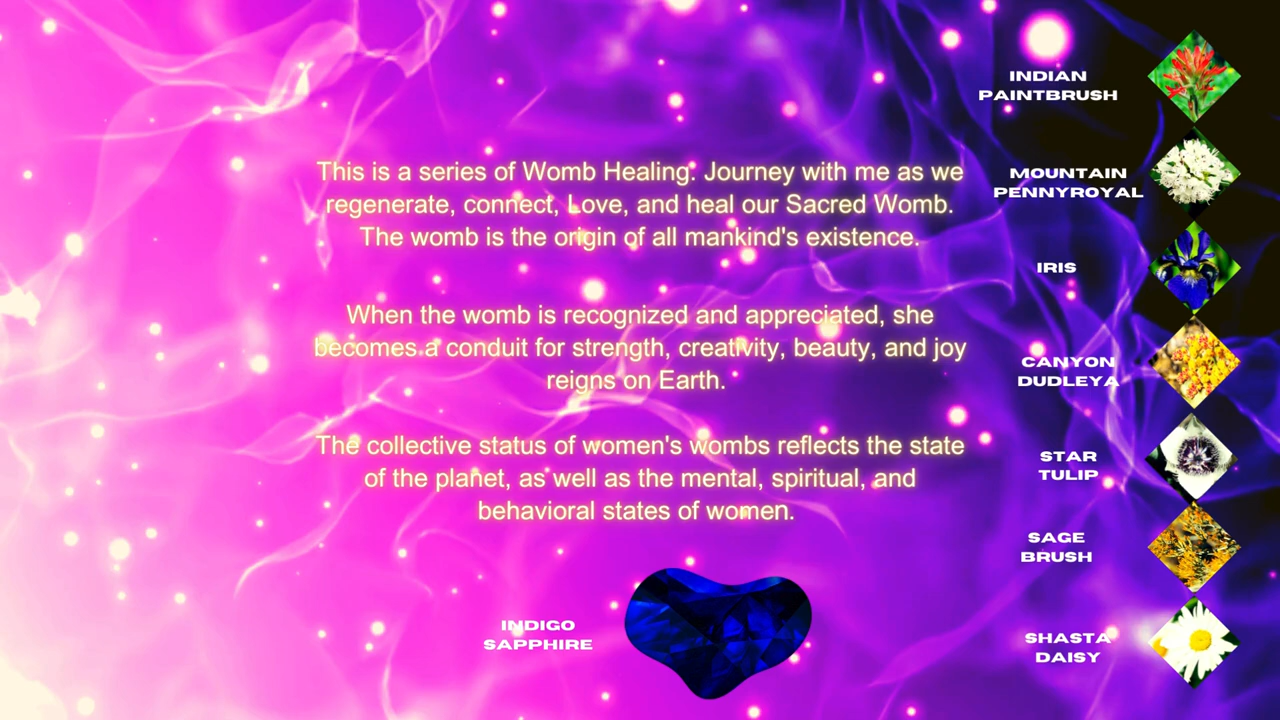 This is a series of Womb Healing. Journey with me as we
regenerate, connect, Love, and heal our Sacred Womb.
The womb is the origin of all mankind's existence.
When the womb is recognized and appreciated, she
becomes a conduit for strength, creativity, beauty, and joy
reigns on Earth.
The collective status of women's wombs reflects the state
of the planet, as well as the mental, spiritual, and
behavioral states of women.
INDIGO
SAPPHIRE
INDIAN
PAINTBRUSH
MOUNTAIN
PENNYROYAL
IRIS
CANYON
DUDLEYA
STAR
TULIP
SAGE
BRUSH
SHASTA
DAISY